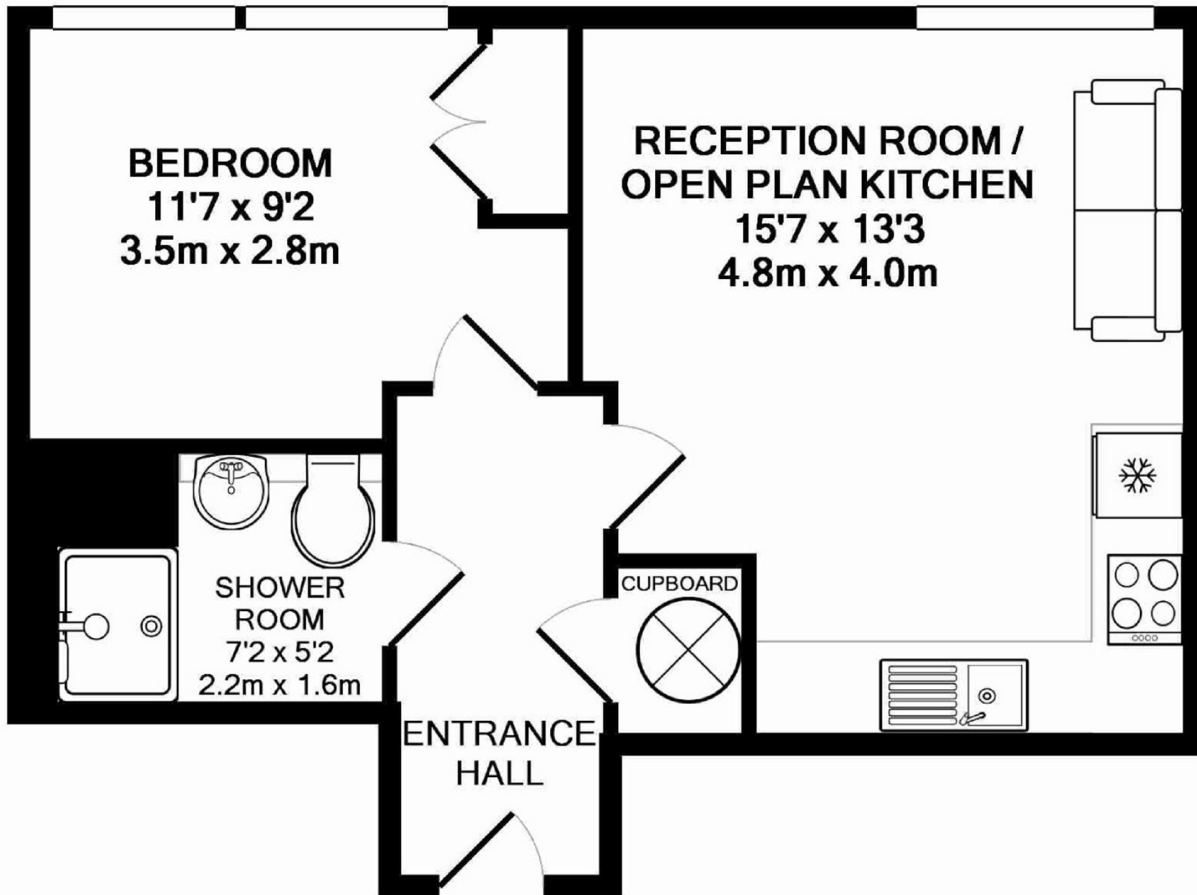 BEDROOM
11'7 x 9'2
3.5m x 2.8m
RECEPTION ROOM /
OPEN PLAN KITCHEN
15'7 x 13'3
4.8m x 4.0m
SHOWER
ROOM
7'2 x 5'2
2.2m x 1.6m
CUPBOARD
ENTRANCE
HALL